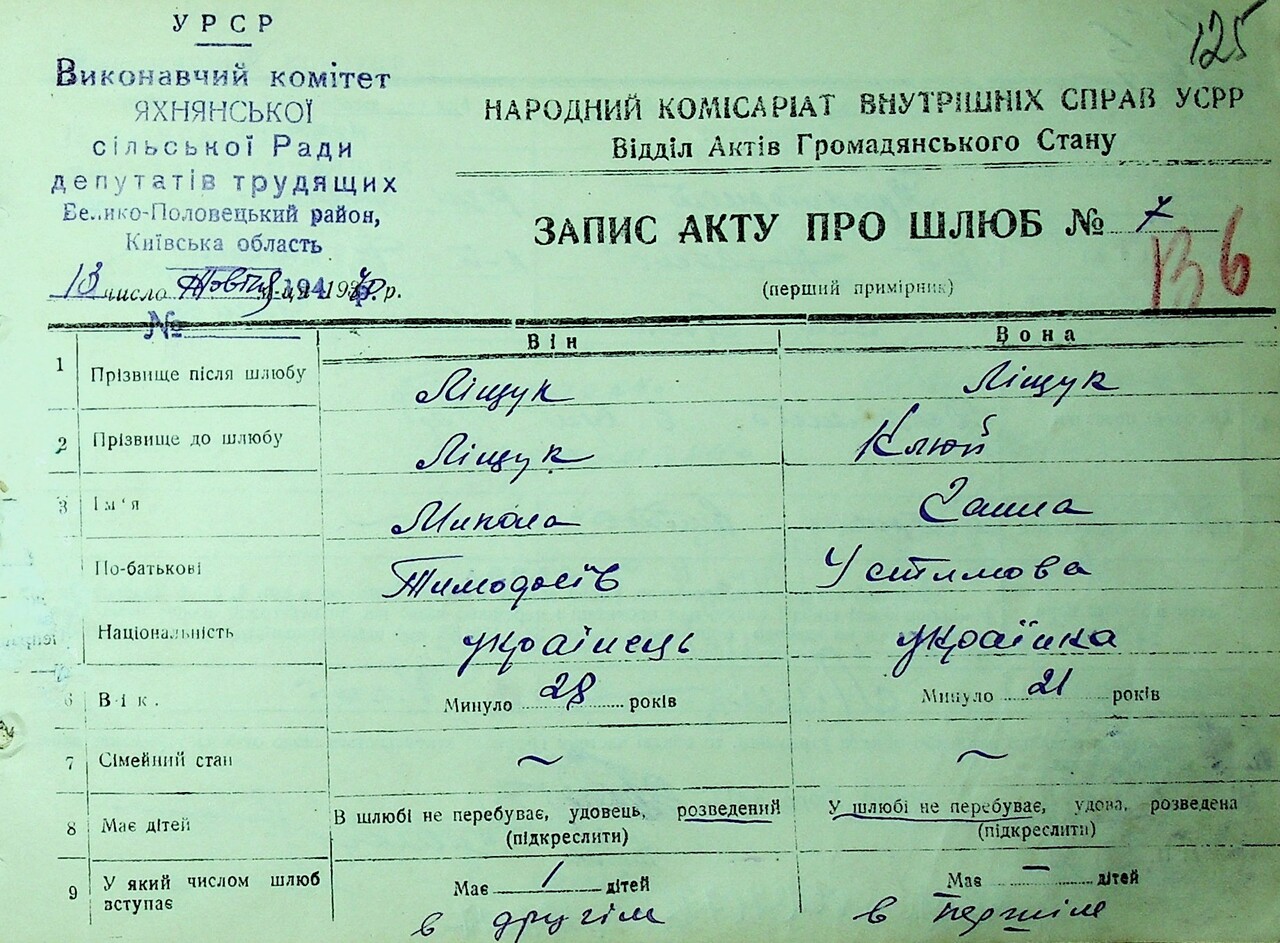 125
УРСР
Виконавчий комітет
ЯХНЯНСЬКОЇ
сільської Ради
депутатів трудящих
Велико-Половецький район,
Київська область
13 число Жовтня м-ця 1940 р.
№
НАРОДНИЙ КОМІСАРІАТ ВНУТРІШНІХ СПРАВ УСРР
Відділ Актів Громадянського Стану
ЗАПИС АКТУ ПРО ШЛЮБ № 7
136
(перший примірник)
Він Вона
1 Прізвище після шлюбу Ліщук Ліщук
2 Прізвище до шлюбу Ліщук Клюй
3 Ім'я Микола Ганна
По-батькові Тимофіїв Устимова
Національність українець українка
6 Вік. Минуло 28 років Минуло 21 років
7 Сімейний стан ~ ~
8 Має дітей В шлюбі не перебуває, удовець, розведений У шлюбі не перебуває, удова, розведена
(підкреслити) (підкреслити)
9 У який числом шлюб вступає Має 1 дітей Має — дітей
в другім в першім